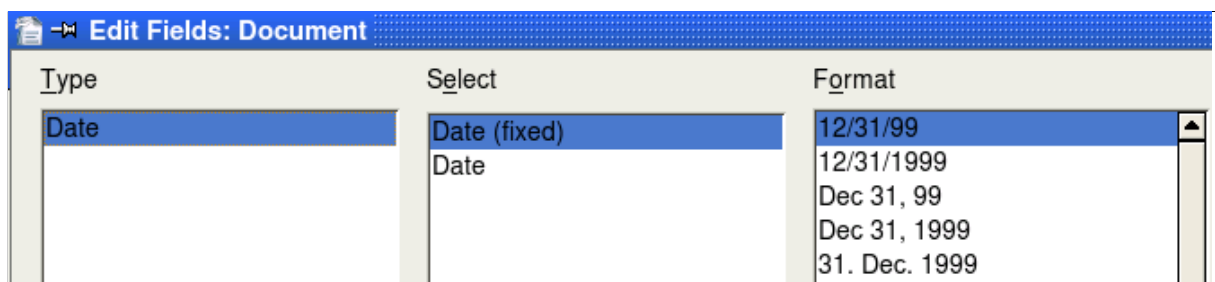 Edit Fields: Document
Type
Select
Format
Date
Date (fixed)
Date
12/31/99
12/31/1999
Dec 31, 99
Dec 31, 1999
31. Dec. 1999